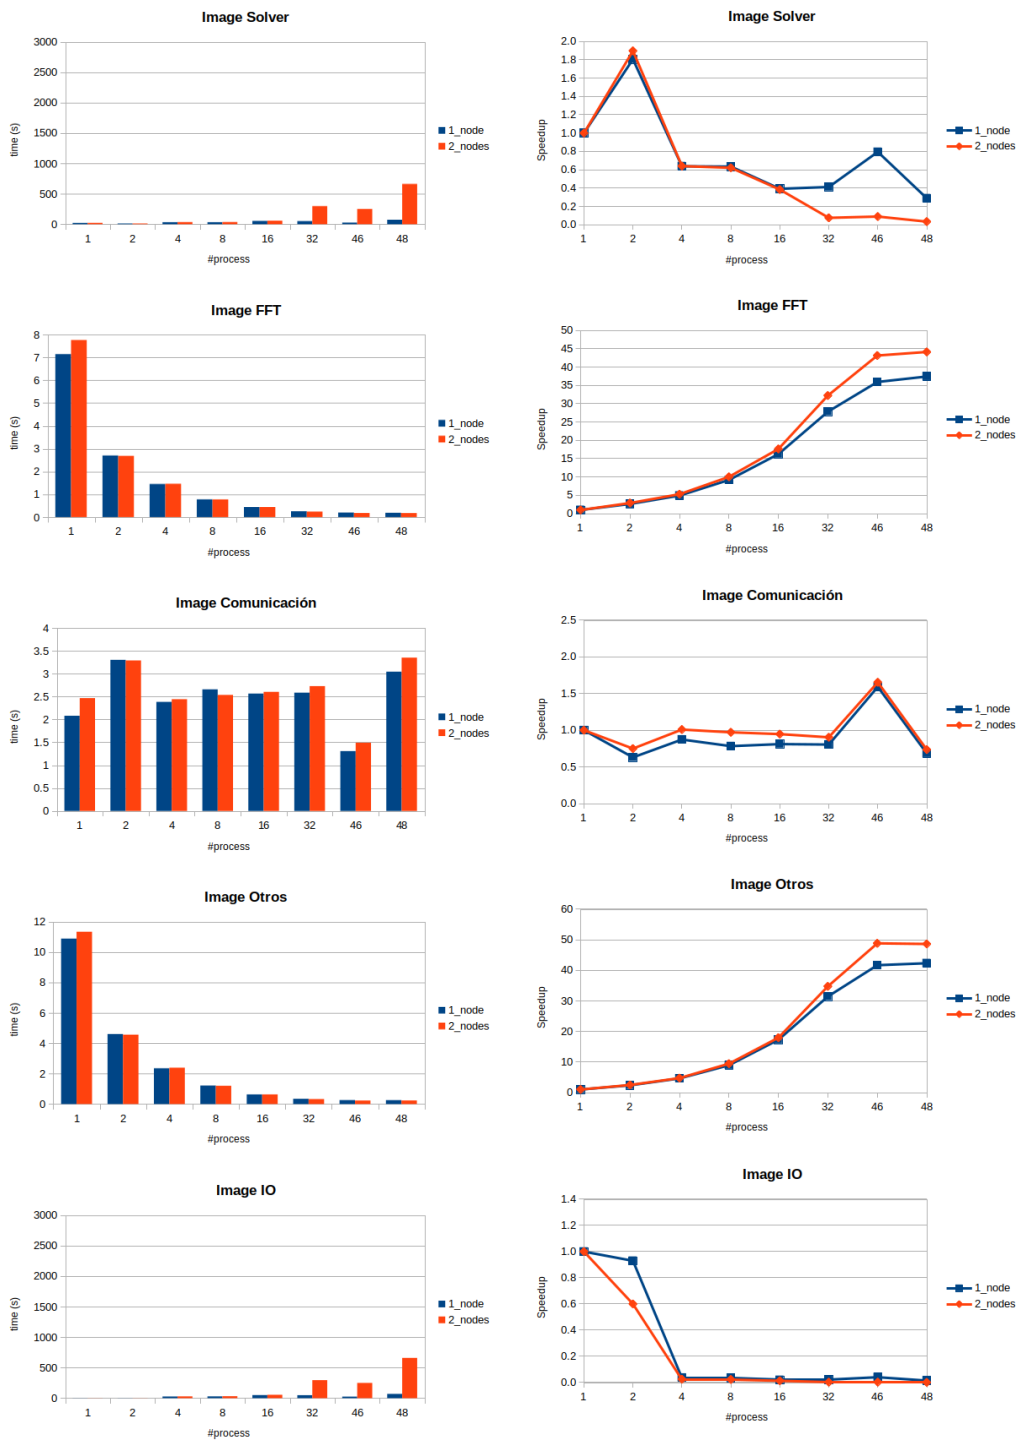 Image Solver
3000
2500
2000
1500
1000
500
0
time (s)
1 2 4 8 16 32 46 48
#process
1_node
2_nodes
Image Solver
2.0
1.8
1.6
1.4
1.2
1.0
0.8
0.6
0.4
0.2
0.0
Speedup
1 2 4 8 16 32 46 48
#process
1_node
2_nodes
Image FFT
8
7
6
5
4
3
2
1
0
time (s)
1 2 4 8 16 32 46 48
#process
1_node
2_nodes
Image FFT
50
45
40
35
30
25
20
15
10
5
0
Speedup
1 2 4 8 16 32 46 48
#process
1_node
2_nodes
Image Comunicación
4
3.5
3
2.5
2
1.5
1
0.5
0
time (s)
1 2 4 8 16 32 46 48
#process
1_node
2_nodes
Image Comunicación
2.5
2.0
1.5
1.0
0.5
0.0
Speedup
1 2 4 8 16 32 46 48
#process
1_node
2_nodes
Image Otros
12
10
8
6
4
2
0
time (s)
1 2 4 8 16 32 46 48
#process
1_node
2_nodes
Image Otros
60
50
40
30
20
10
0
Speedup
1 2 4 8 16 32 46 48
#process
1_node
2_nodes
Image IO
3000
2500
2000
1500
1000
500
0
time (s)
1 2 4 8 16 32 46 48
#process
1_node
2_nodes
Image IO
1.4
1.2
1.0
0.8
0.6
0.4
0.2
0.0
Speedup
1 2 4 8 16 32 46 48
#process
1_node
2_nodes